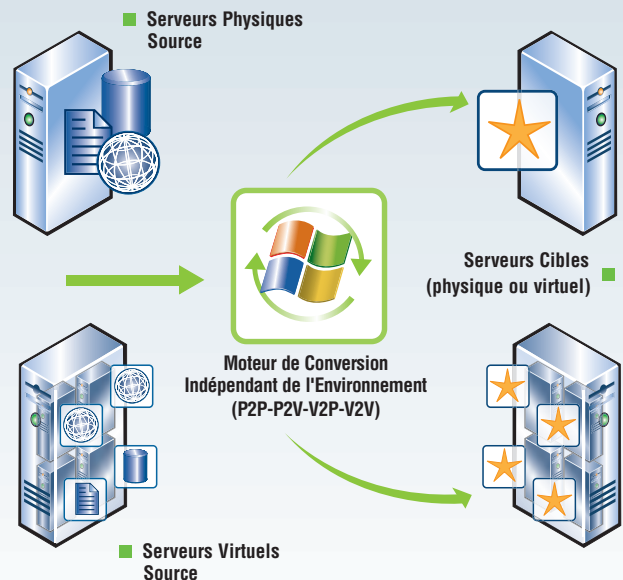 Serveurs Physiques
Source
Serveurs Cibles
(physique ou virtuel)
Moteur de Conversion
Indépendant de l'Environnement
(P2P-P2V-V2P-V2V)
Serveurs Virtuels
Source